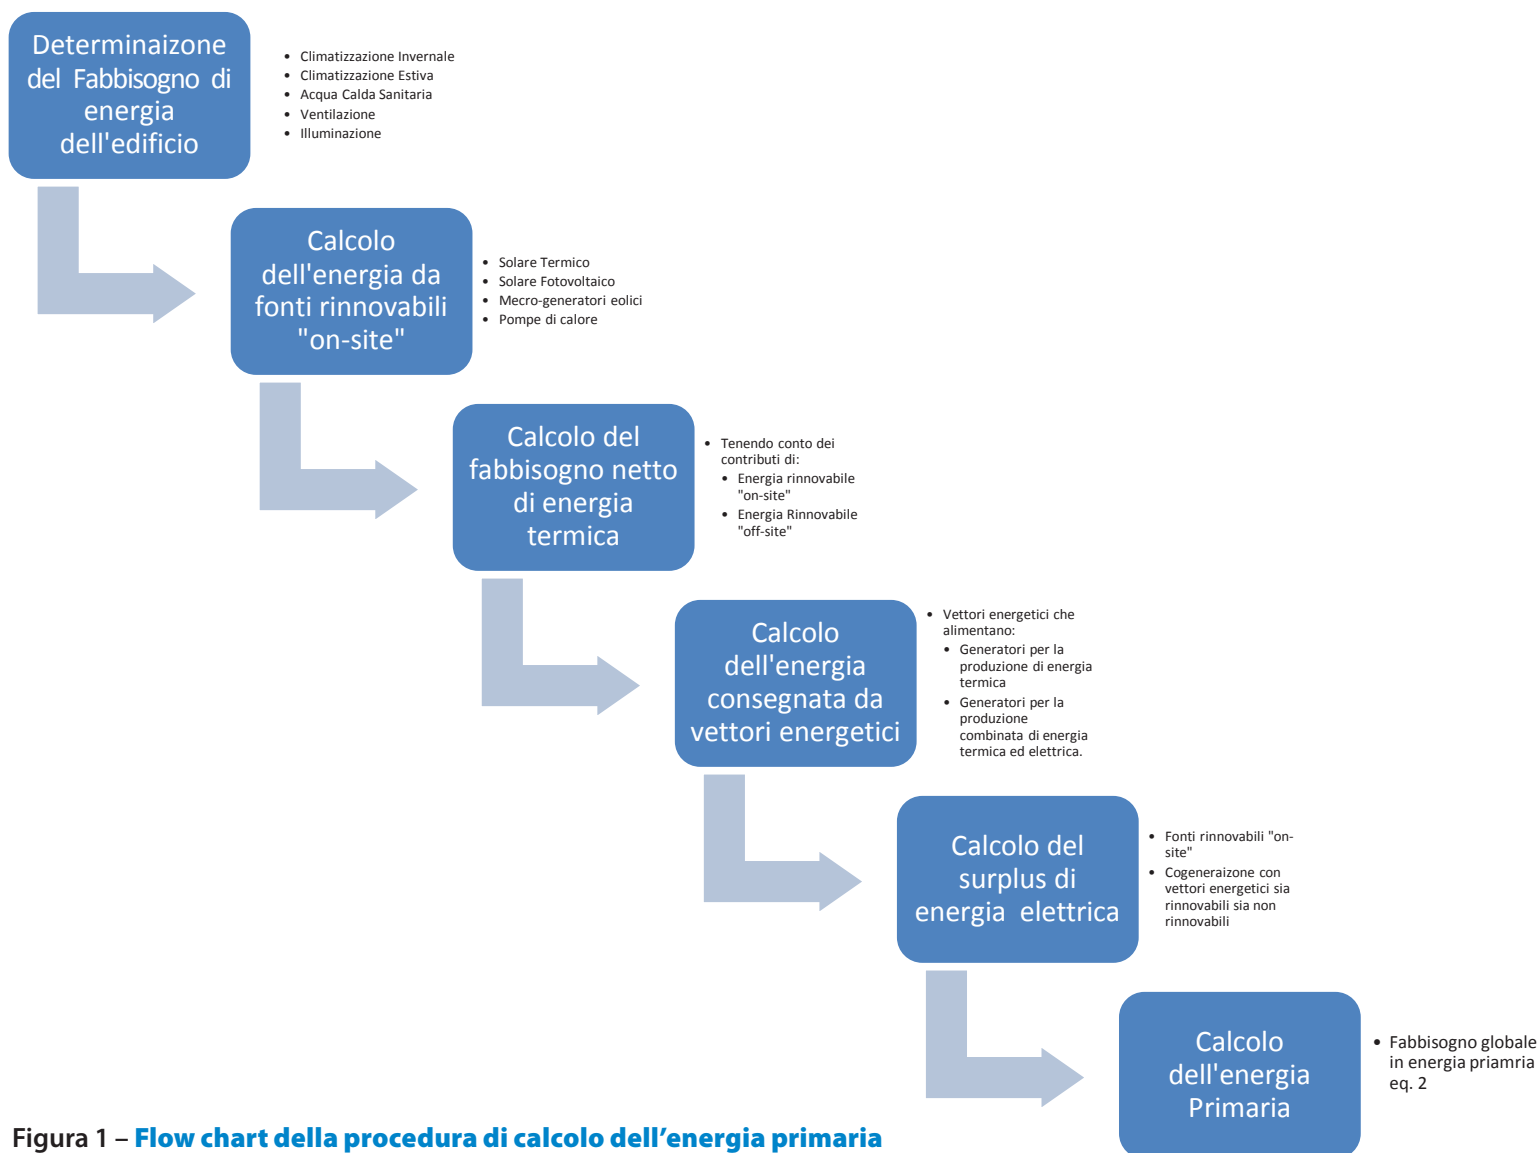 Determinaizone
del Fabbisogno di
energia
dell'edificio
• Climatizzazione Invernale
• Climatizzazione Estiva
• Acqua Calda Sanitaria
• Ventilazione
• Illuminazione
Calcolo
dell'energia da
fonti rinnovabili
"on-site"
• Solare Termico
• Solare Fotovoltaico
• Mecro-generatori eolici
• Pompe di calore
Calcolo del
fabbisogno netto
di energia
termica
• Tenendo conto dei
contributi di:
• Energia rinnovabile
"on-site"
• Energia Rinnovabile
"off-site"
Calcolo
dell'energia
consegnata da
vettori energetici
• Vettori energetici che
alimentano:
• Generatori per la
produzione di energia
termica
• Generatori per la
produzione
combinata di energia
termica ed elettrica.
Calcolo del
surplus di
energia elettrica
• Fonti rinnovabili "on-
site"
• Cogeneraizone con
vettori energetici sia
rinnovabili sia non
rinnovabili
Calcolo
dell'energia
Primaria
• Fabbisogno globale
in energia priamria
eq. 2
Figura 1 – Flow chart della procedura di calcolo dell’energia primaria